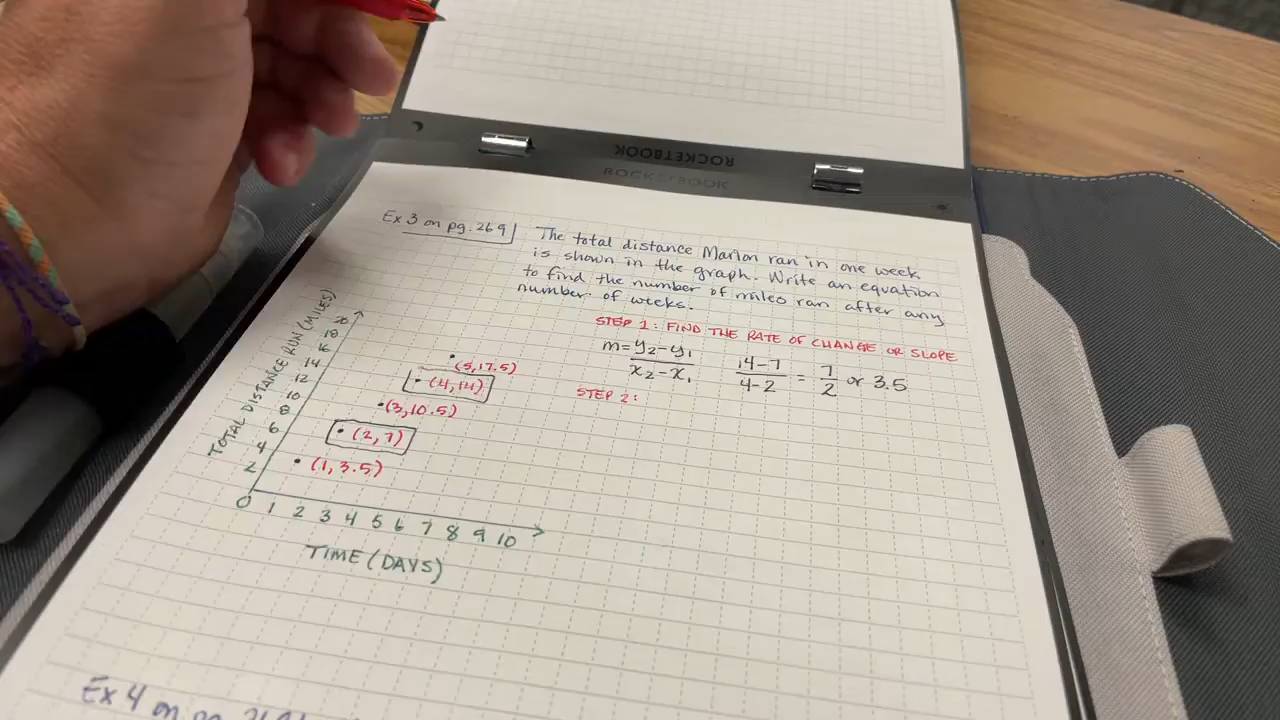 ROCKETBOOK
ROCKETBOOK
Ex 3 on pg. 269
The total distance Marlon ran in one week
is shown in the graph. Write an equation
to find the number of miles ran after any
number of weeks.
STEP 1: FIND THE RATE OF CHANGE OR SLOPE
m = y₂-y₁ / x₂-x₁   14-7 / 4-2 = 7/2 or 3.5
STEP 2:
TOTAL DISTANCE RUN (MILES)
20
18
16
14
12
10
8
6
4
2
0 1 2 3 4 5 6 7 8 9 10
(5,17.5)
(4,14)
(3,10.5)
(2,7)
(1,3.5)
TIME (DAYS)
Ex 4 on pg.